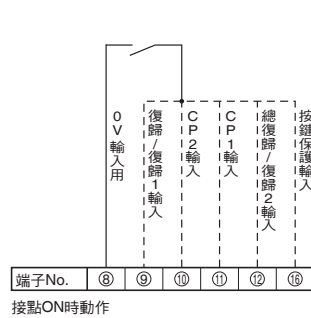 0V輸入用
復歸/復歸1輸入
CP2輸入
CP1輸入
總復歸/復歸2輸入
按鍵保護輸入
端子No. ⑧ ⑨ ⑩ ⑪ ⑫ ⑯
接點ON時動作